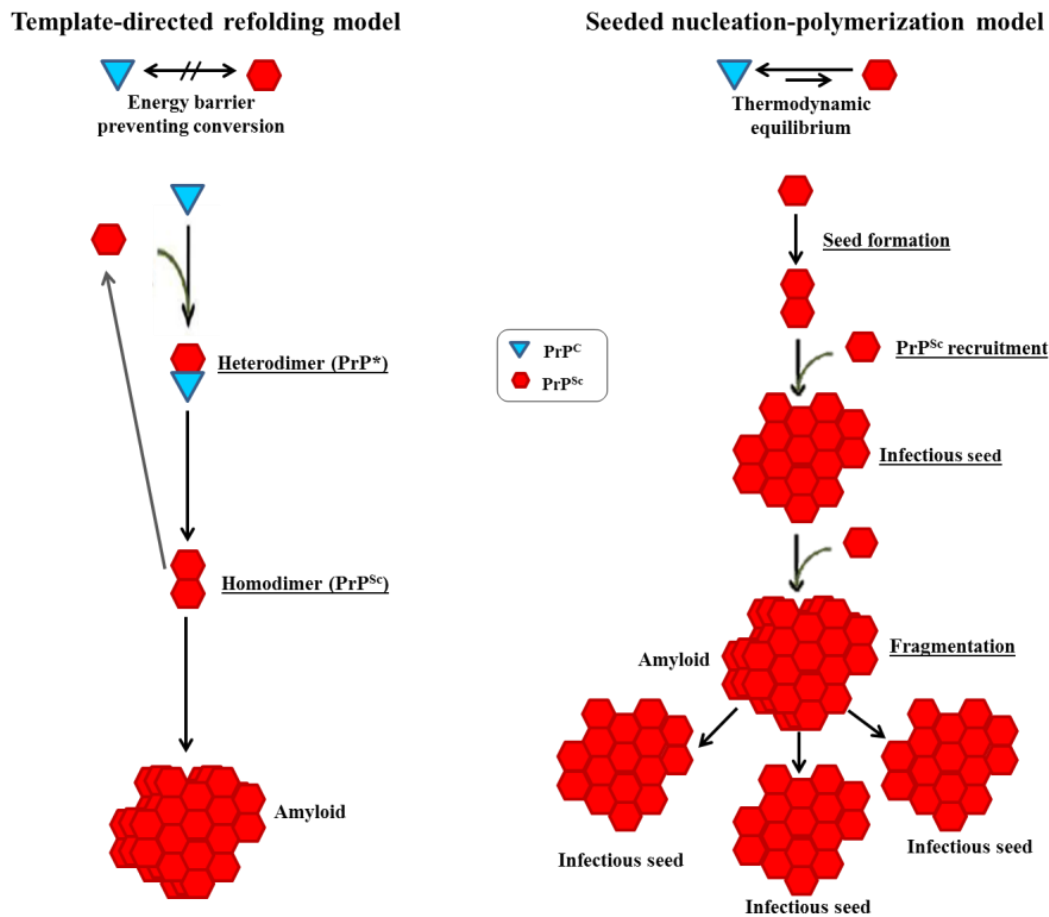 Template-directed refolding model
Energy barrier
preventing conversion
Heterodimer (PrP*)
Homodimer (PrPSc)
Amyloid
PrPC
PrPSc
Seeded nucleation-polymerization model
Thermodynamic
equilibrium
Seed formation
PrPSc recruitment
Infectious seed
Amyloid
Fragmentation
Infectious seed
Infectious seed
Infectious seed